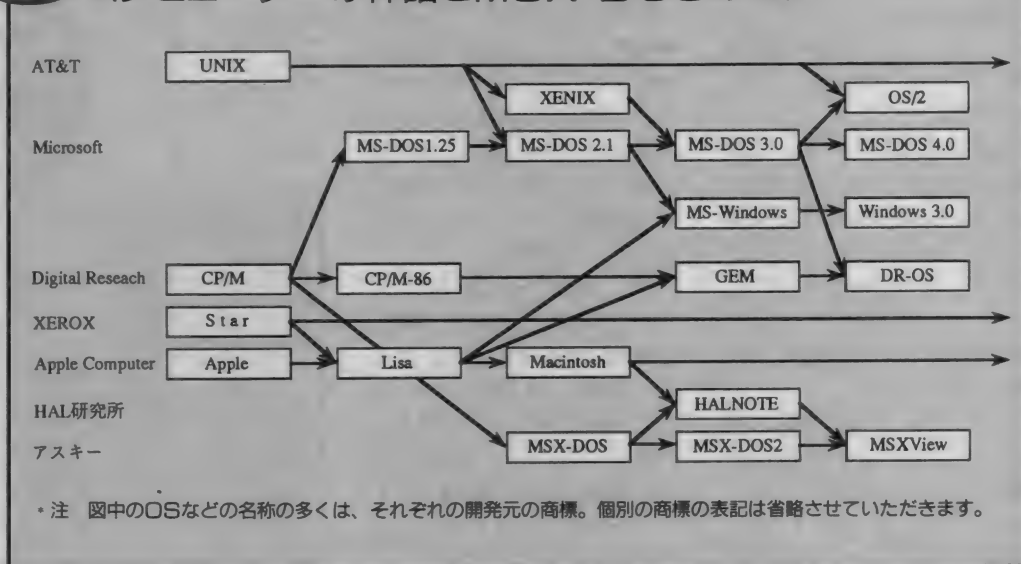 AT&T UNIX
XENIX OS/2
Microsoft MS-DOS1.25 MS-DOS 2.1 MS-DOS 3.0 MS-DOS 4.0
MS-Windows Windows 3.0
Digital Reseach CP/M CP/M-86 GEM DR-OS
XEROX Star
Apple Computer Apple Lisa Macintosh
HAL研究所 HALNOTE
アスキー MSX-DOS MSX-DOS2 MSXView
・注 図中のOSなどの名称の多くは、それぞれの開発元の商標。個別の商標の表記は省略させていただきます。